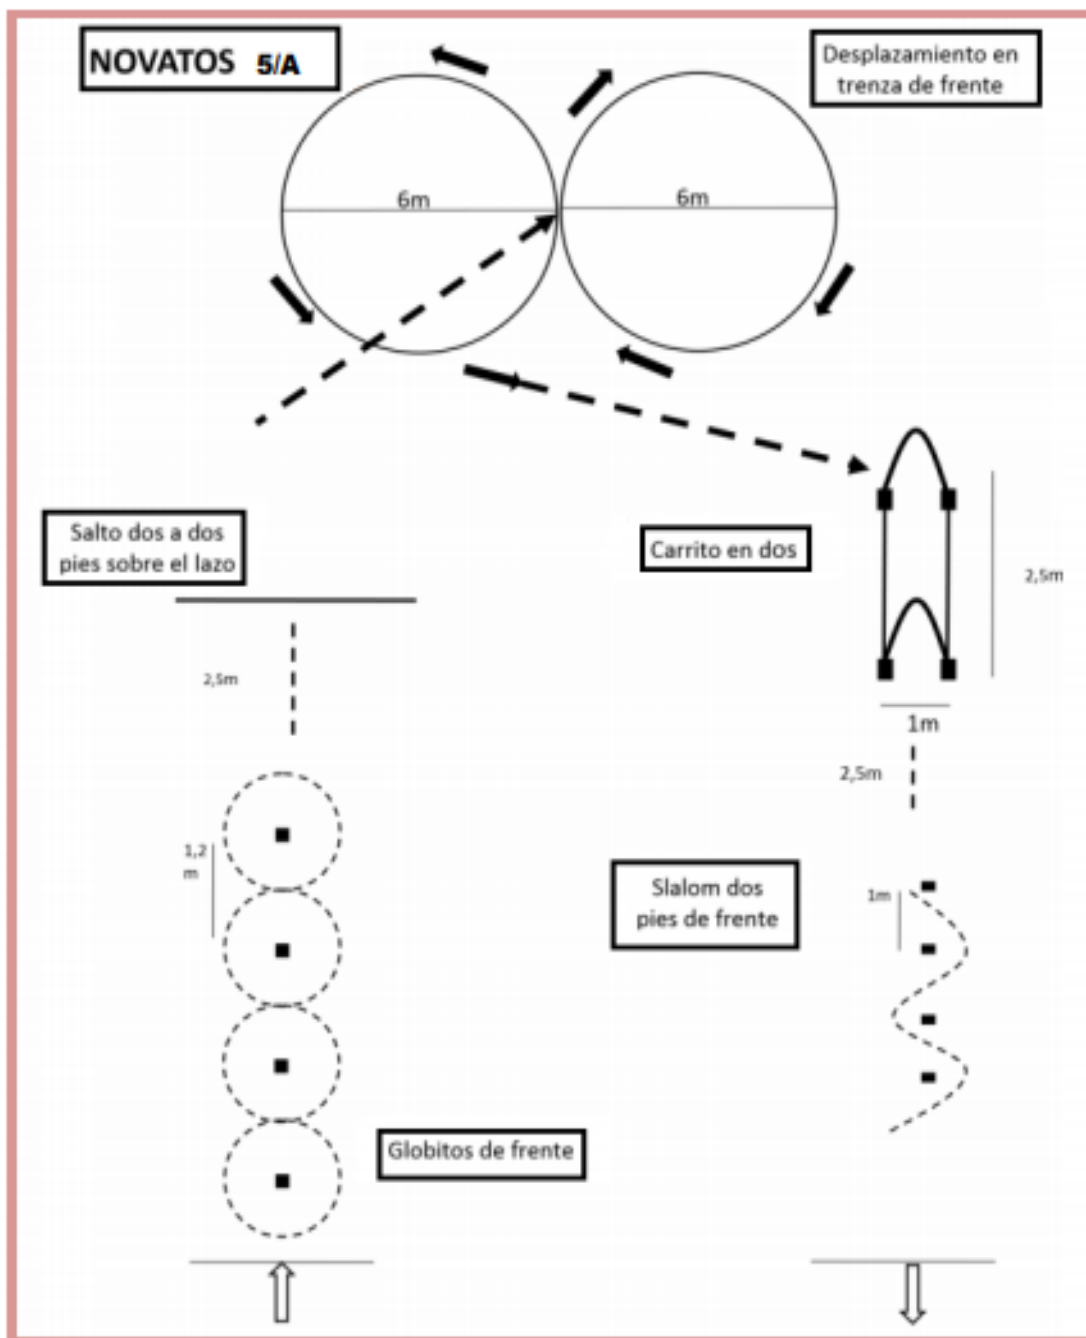 NOVATOS 5/A
Desplazamiento en
trenza de frente
6m
6m
Salto dos a dos
pies sobre el lazo
Carrito en dos
2,5m
2,5m
1m
2,5m
1,2
m
Slalom dos
pies de frente
1m
Globitos de frente